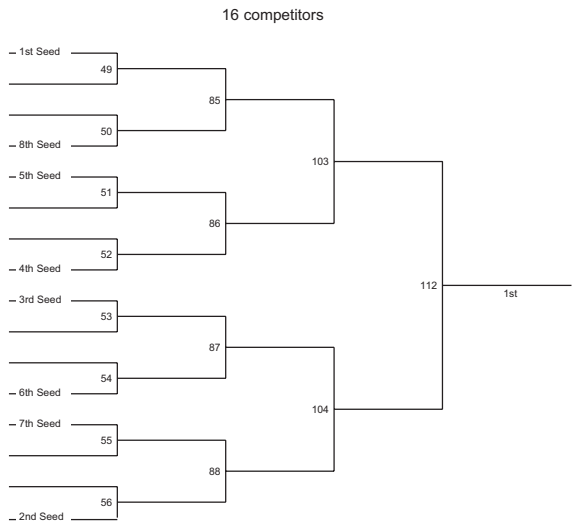 16 competitors
1st Seed
49
85
50
8th Seed
103
5th Seed
51
86
52
4th Seed
112
1st
3rd Seed
53
87
54
6th Seed
104
7th Seed
55
88
56
2nd Seed